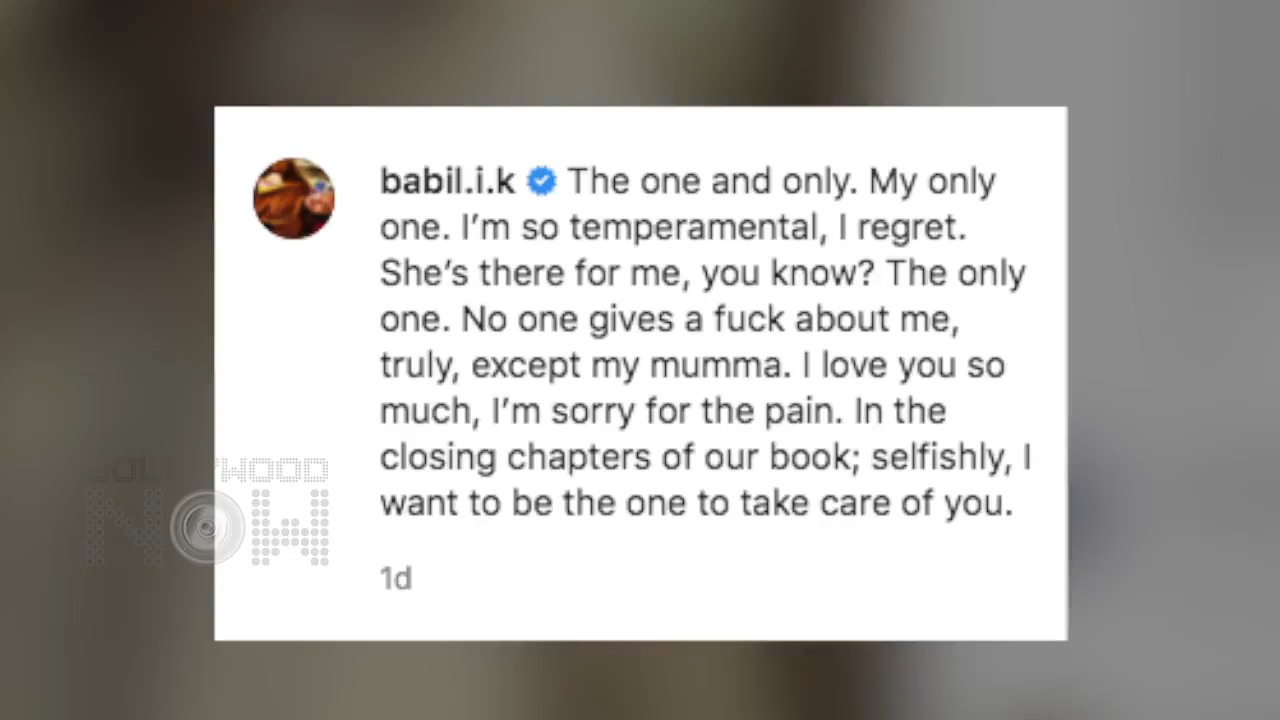 babil.i.k The one and only. My only
one. I’m so temperamental, I regret.
She’s there for me, you know? The only
one. No one gives a fuck about me,
truly, except my mumma. I love you so
much, I’m sorry for the pain. In the
closing chapters of our book; selfishly, I
want to be the one to take care of you.
1d
BOLLYWOOD
NOW